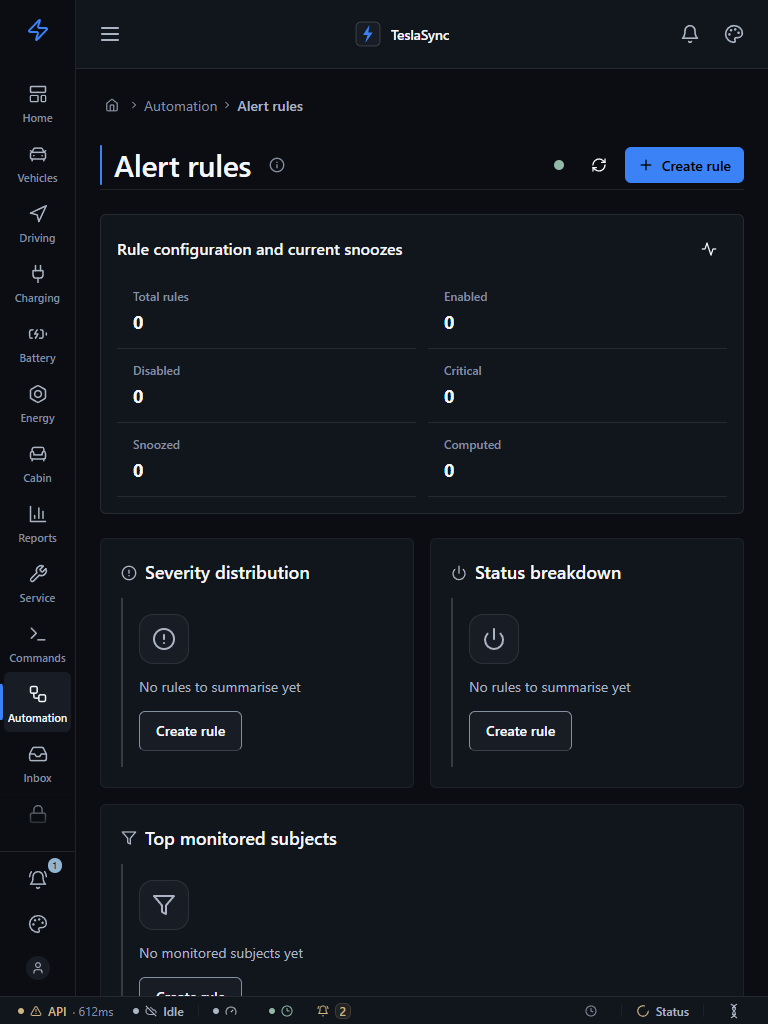 TeslaSync
Home
Vehicles
Driving
Charging
Battery
Energy
Cabin
Reports
Service
Commands
Automation
Inbox
1
Automation
Alert rules
Alert rules
Create rule
Rule configuration and current snoozes
Total rules
0
Enabled
0
Disabled
0
Critical
0
Snoozed
0
Computed
0
Severity distribution
No rules to summarise yet
Create rule
Status breakdown
No rules to summarise yet
Create rule
Top monitored subjects
No monitored subjects yet
Create rule
API · 612ms
Idle
2
Status